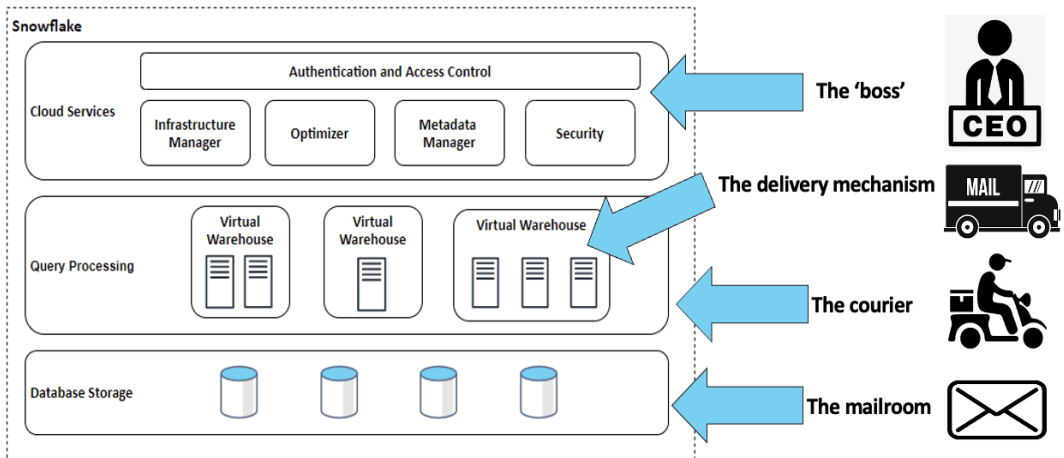 Snowflake
Cloud Services
Authentication and Access Control
Infrastructure
Manager
Optimizer
Metadata
Manager
Security
The ‘boss’
CEO
Query Processing
Virtual
Warehouse
Virtual
Warehouse
Virtual Warehouse
The delivery mechanism
MAIL
The courier
Database Storage
The mailroom